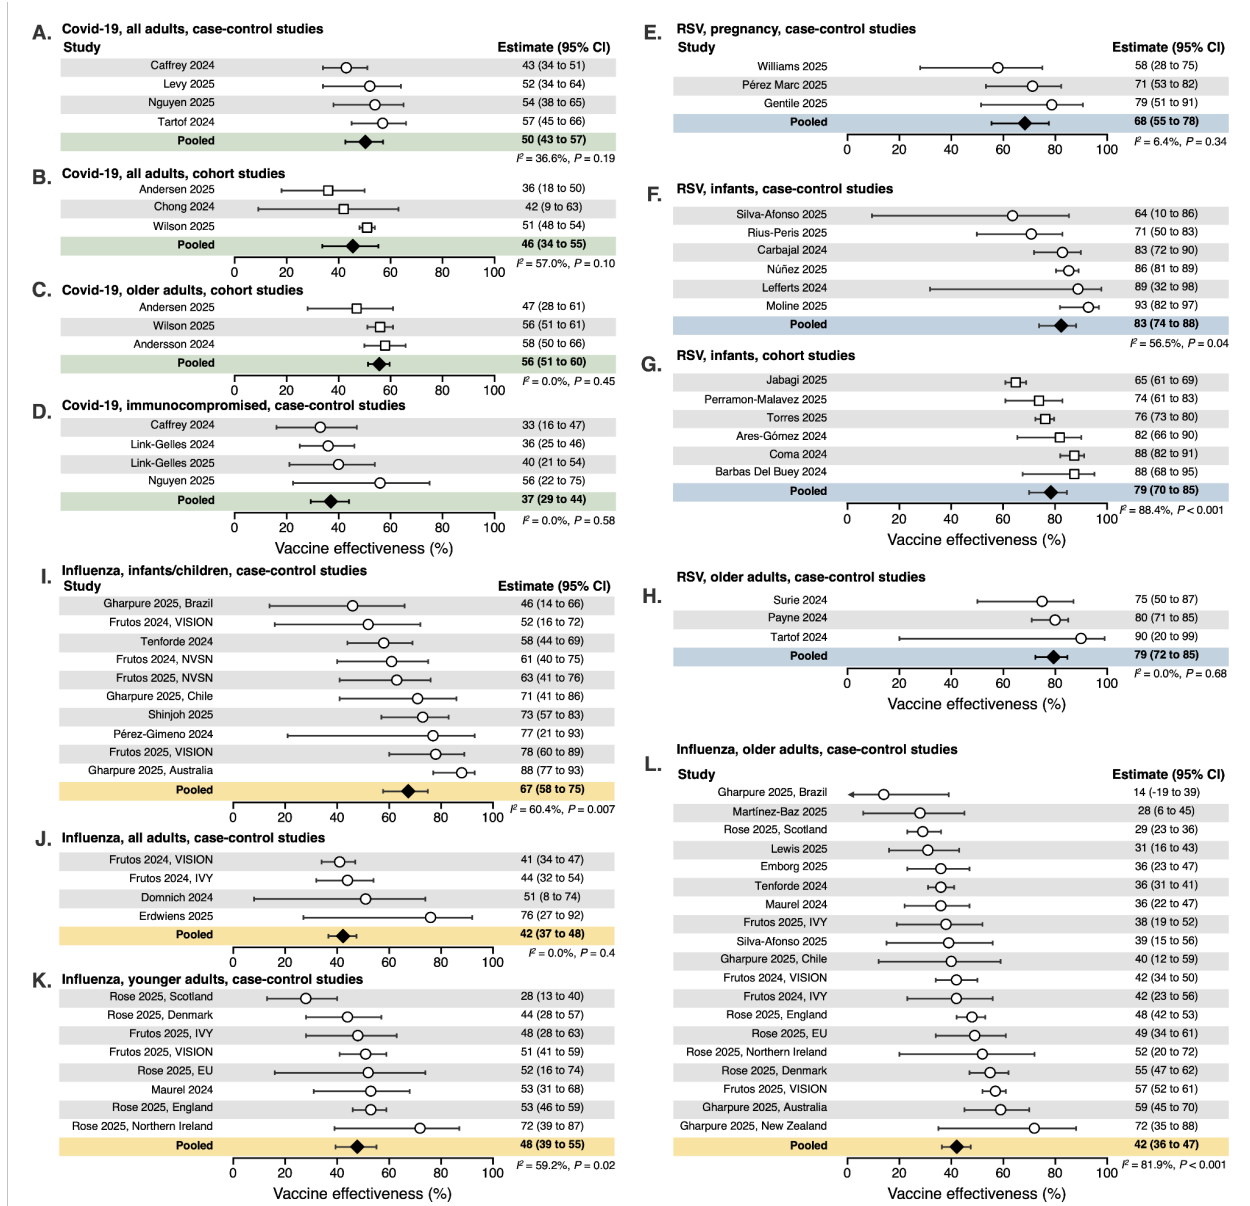 A. Covid-19, all adults, case-control studies
Study Estimate (95% CI)
Caffrey 2024 43 (34 to 51)
Levy 2025 52 (34 to 64)
Nguyen 2025 54 (38 to 65)
Tartof 2024 57 (45 to 66)
Pooled 50 (43 to 57)
I² = 36.6%, P = 0.19
B. Covid-19, all adults, cohort studies
Andersen 2025 36 (18 to 50)
Chong 2024 42 (9 to 63)
Wilson 2025 51 (48 to 54)
Pooled 46 (34 to 55)
0 20 40 60 80 100
I² = 57.0%, P = 0.10
C. Covid-19, older adults, cohort studies
Andersen 2025 47 (28 to 61)
Wilson 2025 56 (51 to 61)
Andersson 2024 58 (50 to 66)
Pooled 56 (51 to 60)
0 20 40 60 80 100
I² = 0.0%, P = 0.45
D. Covid-19, immunocompromised, case-control studies
Caffrey 2024 33 (16 to 47)
Link-Gelles 2024 36 (25 to 46)
Link-Gelles 2025 40 (21 to 54)
Nguyen 2025 56 (22 to 75)
Pooled 37 (29 to 44)
0 20 40 60 80 100
I² = 0.0%, P = 0.58
Vaccine effectiveness (%)
E. RSV, pregnancy, case-control studies
Study Estimate (95% CI)
Williams 2025 58 (28 to 75)
Pérez Marc 2025 71 (53 to 82)
Gentile 2025 79 (51 to 91)
Pooled 68 (55 to 78)
0 20 40 60 80 100
I² = 6.4%, P = 0.34
F. RSV, infants, case-control studies
Silva-Afonso 2025 64 (10 to 86)
Rius-Peris 2025 71 (50 to 83)
Carbajal 2024 83 (72 to 90)
Núñez 2025 86 (81 to 89)
Lefferts 2024 89 (32 to 98)
Moline 2025 93 (82 to 97)
Pooled 83 (74 to 88)
I² = 56.5%, P = 0.04
G. RSV, infants, cohort studies
Jabagi 2025 65 (61 to 69)
Perramon-Malavez 2025 74 (61 to 83)
Torres 2025 76 (73 to 80)
Ares-Gómez 2024 82 (66 to 90)
Coma 2024 88 (82 to 91)
Barbas Del Buey 2024 88 (68 to 95)
Pooled 79 (70 to 85)
0 20 40 60 80 100
I² = 88.4%, P < 0.001
Vaccine effectiveness (%)
H. RSV, older adults, case-control studies
Surie 2024 75 (50 to 87)
Payne 2024 80 (71 to 85)
Tartof 2024 90 (20 to 99)
Pooled 79 (72 to 85)
0 20 40 60 80 100
I² = 0.0%, P = 0.68
Vaccine effectiveness (%)
I. Influenza, infants/children, case-control studies
Study Estimate (95% CI)
Gharpure 2025, Brazil 46 (14 to 66)
Frutos 2024, VISION 52 (16 to 72)
Tenforde 2024 58 (44 to 69)
Frutos 2024, NVSN 61 (40 to 75)
Frutos 2025, NVSN 63 (41 to 76)
Gharpure 2025, Chile 71 (41 to 86)
Shinjoh 2025 73 (57 to 83)
Pérez-Gimeno 2024 77 (21 to 93)
Frutos 2025, VISION 78 (60 to 89)
Gharpure 2025, Australia 88 (77 to 93)
Pooled 67 (58 to 75)
0 20 40 60 80 100
I² = 60.4%, P = 0.007
J. Influenza, all adults, case-control studies
Frutos 2024, VISION 41 (34 to 47)
Frutos 2024, IVY 44 (32 to 54)
Domnich 2024 51 (8 to 74)
Erdwiens 2025 76 (27 to 92)
Pooled 42 (37 to 48)
0 20 40 60 80 100
I² = 0.0%, P = 0.4
K. Influenza, younger adults, case-control studies
Rose 2025, Scotland 28 (13 to 40)
Rose 2025, Denmark 44 (28 to 57)
Frutos 2025, IVY 48 (28 to 63)
Frutos 2025, VISION 51 (41 to 59)
Rose 2025, EU 52 (16 to 74)
Maurel 2024 53 (31 to 68)
Rose 2025, England 53 (46 to 59)
Rose 2025, Northern Ireland 72 (39 to 87)
Pooled 48 (39 to 55)
0 20 40 60 80 100
I² = 59.2%, P = 0.02
Vaccine effectiveness (%)
L. Influenza, older adults, case-control studies
Study Estimate (95% CI)
Gharpure 2025, Brazil 14 (-19 to 39)
Martínez-Baz 2025 28 (6 to 45)
Rose 2025, Scotland 29 (23 to 36)
Lewis 2025 31 (16 to 43)
Emborg 2025 36 (23 to 47)
Tenforde 2024 36 (31 to 41)
Maurel 2024 36 (22 to 47)
Frutos 2025, IVY 38 (19 to 52)
Silva-Afonso 2025 39 (15 to 56)
Gharpure 2025, Chile 40 (12 to 59)
Frutos 2024, VISION 42 (34 to 50)
Frutos 2024, IVY 42 (23 to 56)
Rose 2025, England 48 (42 to 53)
Rose 2025, EU 49 (34 to 61)
Rose 2025, Northern Ireland 52 (20 to 72)
Rose 2025, Denmark 55 (47 to 62)
Frutos 2025, VISION 57 (52 to 61)
Gharpure 2025, Australia 59 (45 to 70)
Gharpure 2025, New Zealand 72 (35 to 88)
Pooled 42 (36 to 47)
0 20 40 60 80 100
I² = 81.9%, P < 0.001
Vaccine effectiveness (%)